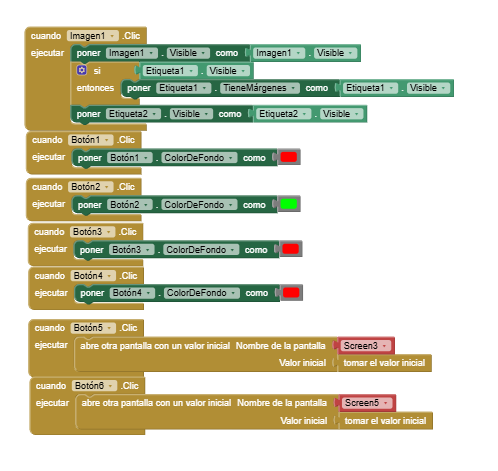 cuando Imagen1 .Clic
ejecutar poner Imagen1 . Visible como Imagen1 . Visible
si Etiqueta1 . Visible
entonces poner Etiqueta1 . TieneMárgenes como Etiqueta1 . Visible
poner Etiqueta2 . Visible como Etiqueta2 . Visible
cuando Botón1 .Clic
ejecutar poner Botón1 . ColorDeFondo como
cuando Botón2 .Clic
ejecutar poner Botón2 . ColorDeFondo como
cuando Botón3 .Clic
ejecutar poner Botón3 . ColorDeFondo como
cuando Botón4 .Clic
ejecutar poner Botón4 . ColorDeFondo como
cuando Botón5 .Clic
ejecutar abre otra pantalla con un valor inicial Nombre de la pantalla Screen3
Valor inicial tomar el valor inicial
cuando Botón6 .Clic
ejecutar abre otra pantalla con un valor inicial Nombre de la pantalla Screen5
Valor inicial tomar el valor inicial